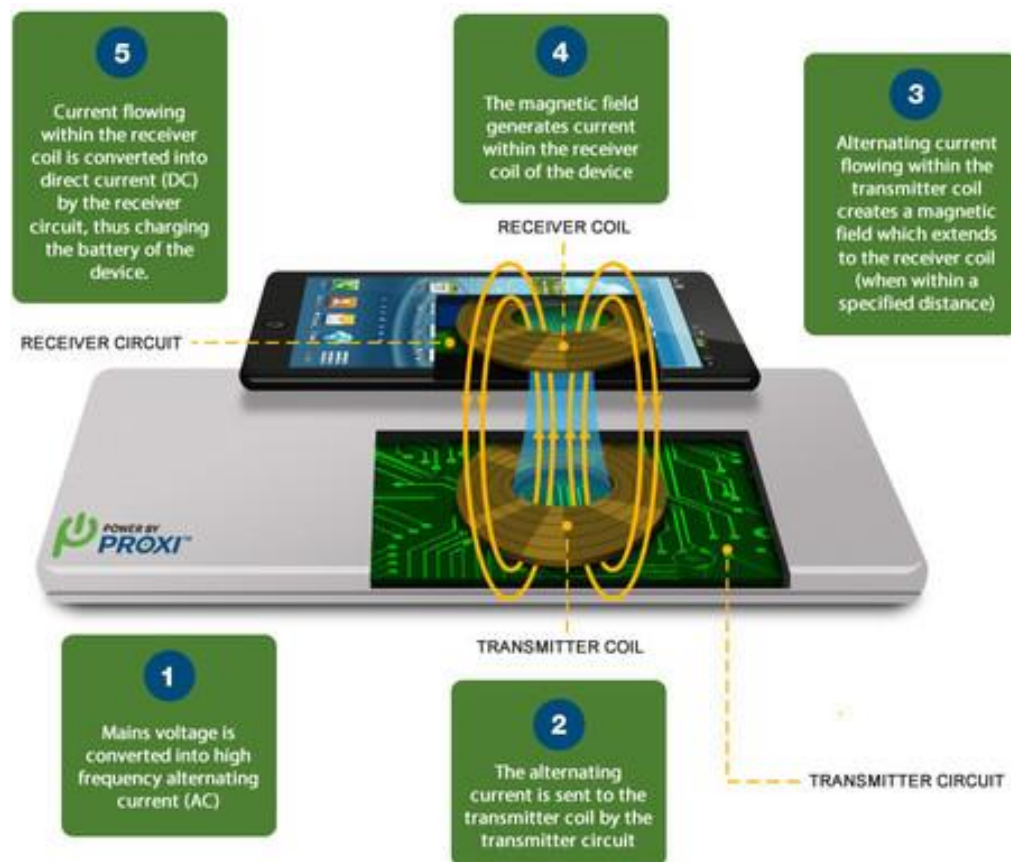 5
Current flowing
within the receiver
coil is converted into
direct current (DC)
by the receiver
circuit, thus charging
the battery of the
device.
4
The magnetic field
generates current
within the receiver
coil of the device
3
Alternating current
flowing within the
transmitter coil
creates a magnetic
field which extends
to the receiver coil
(when within a
specified distance)
RECEIVER COIL
RECEIVER CIRCUIT
POWER BY
PROXI™
TRANSMITTER COIL
1
Mains voltage is
converted into high
frequency alternating
current (AC)
2
The alternating
current is sent to the
transmitter coil by the
transmitter circuit
TRANSMITTER CIRCUIT